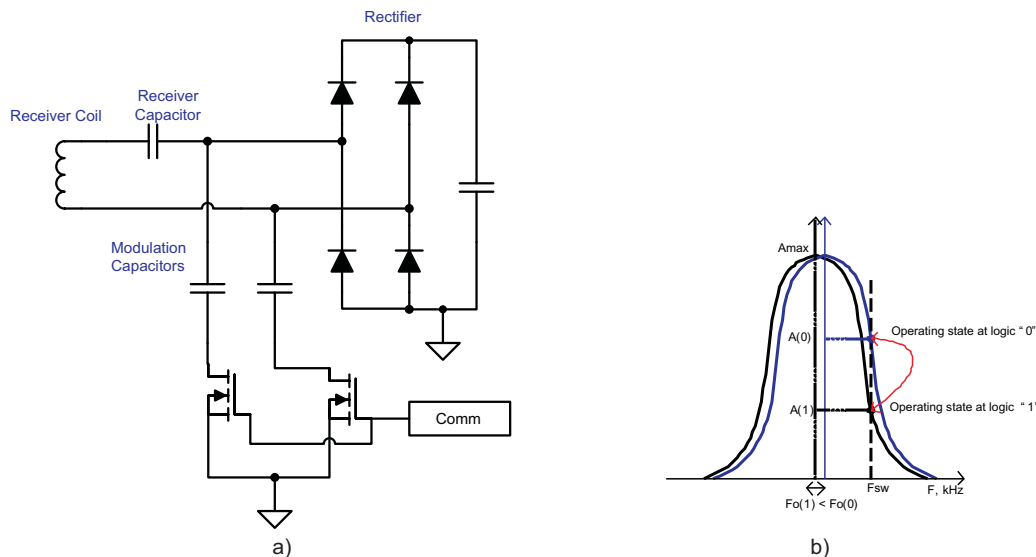 Rectifier
Receiver
Capacitor
Receiver Coil
Modulation
Capacitors
Comm
a)
Amax
A(0)
Operating state at logic “ 0”
A(1)
Operating state at logic “ 1”
Fsw
F, kHz
Fo(1) < Fo(0)
b)